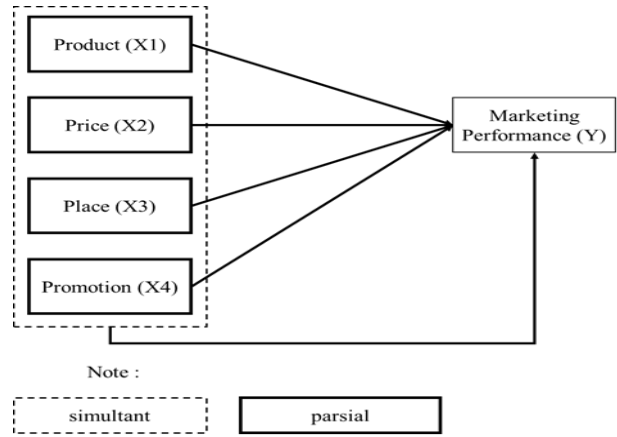 Product (X1)
Price (X2)
Place (X3)
Promotion (X4)
Marketing
Performance (Y)
Note :
simultant
parsial